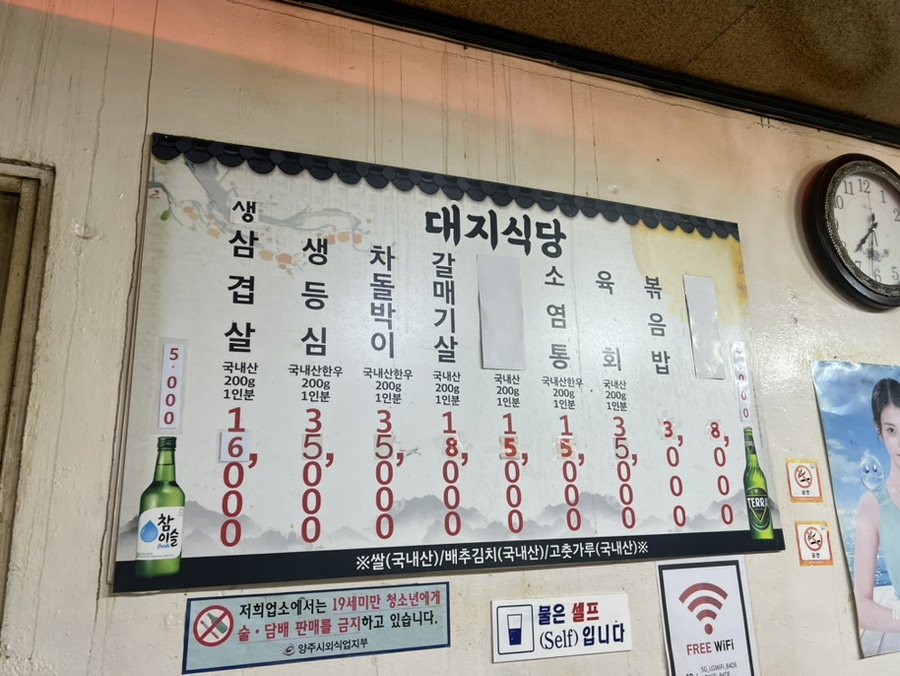 대지식당
생삼겹살
국내산
200g
1인분
16,000
생등심
국내산한우
200g
1인분
35,000
차돌박이
국내산한우
200g
1인분
35,000
갈매기살
국내산
200g
1인분
18,000
국내산
200g
1인분
15,000
소염통
국내산한우
200g
1인분
15,000
육회
국내산
200g
1인분
35,000
볶음밥
3,000
8,000
5.000
참이슬
fresh
TERRA
※쌀(국내산)/배추김치(국내산)/고춧가루(국내산)※
저희업소에서는 19세미만 청소년에게
술·담배 판매를 금지하고 있습니다.
양주시외식업지부
물은 셀프
(Self) 입니다
FREE WiFi
금연
금연